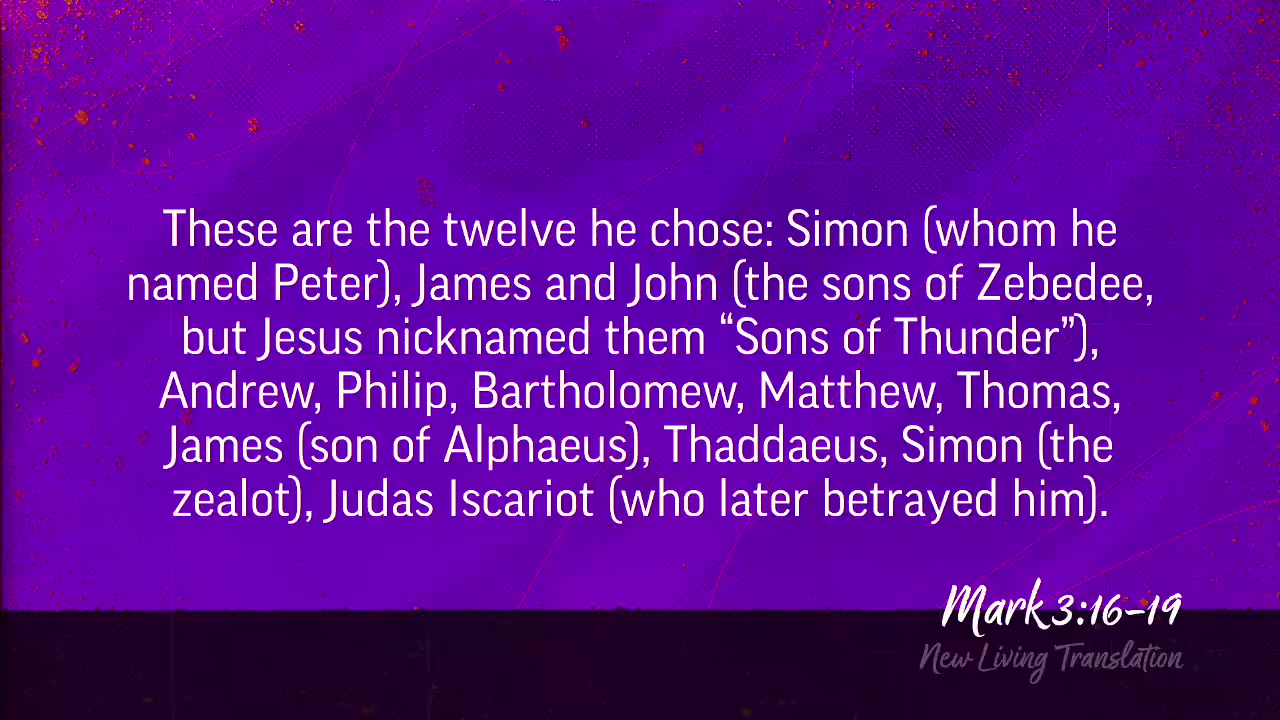 These are the twelve he chose: Simon (whom he
named Peter), James and John (the sons of Zebedee,
but Jesus nicknamed them “Sons of Thunder”),
Andrew, Philip, Bartholomew, Matthew, Thomas,
James (son of Alphaeus), Thaddaeus, Simon (the
zealot), Judas Iscariot (who later betrayed him).
Mark 3:16–19
New Living Translation